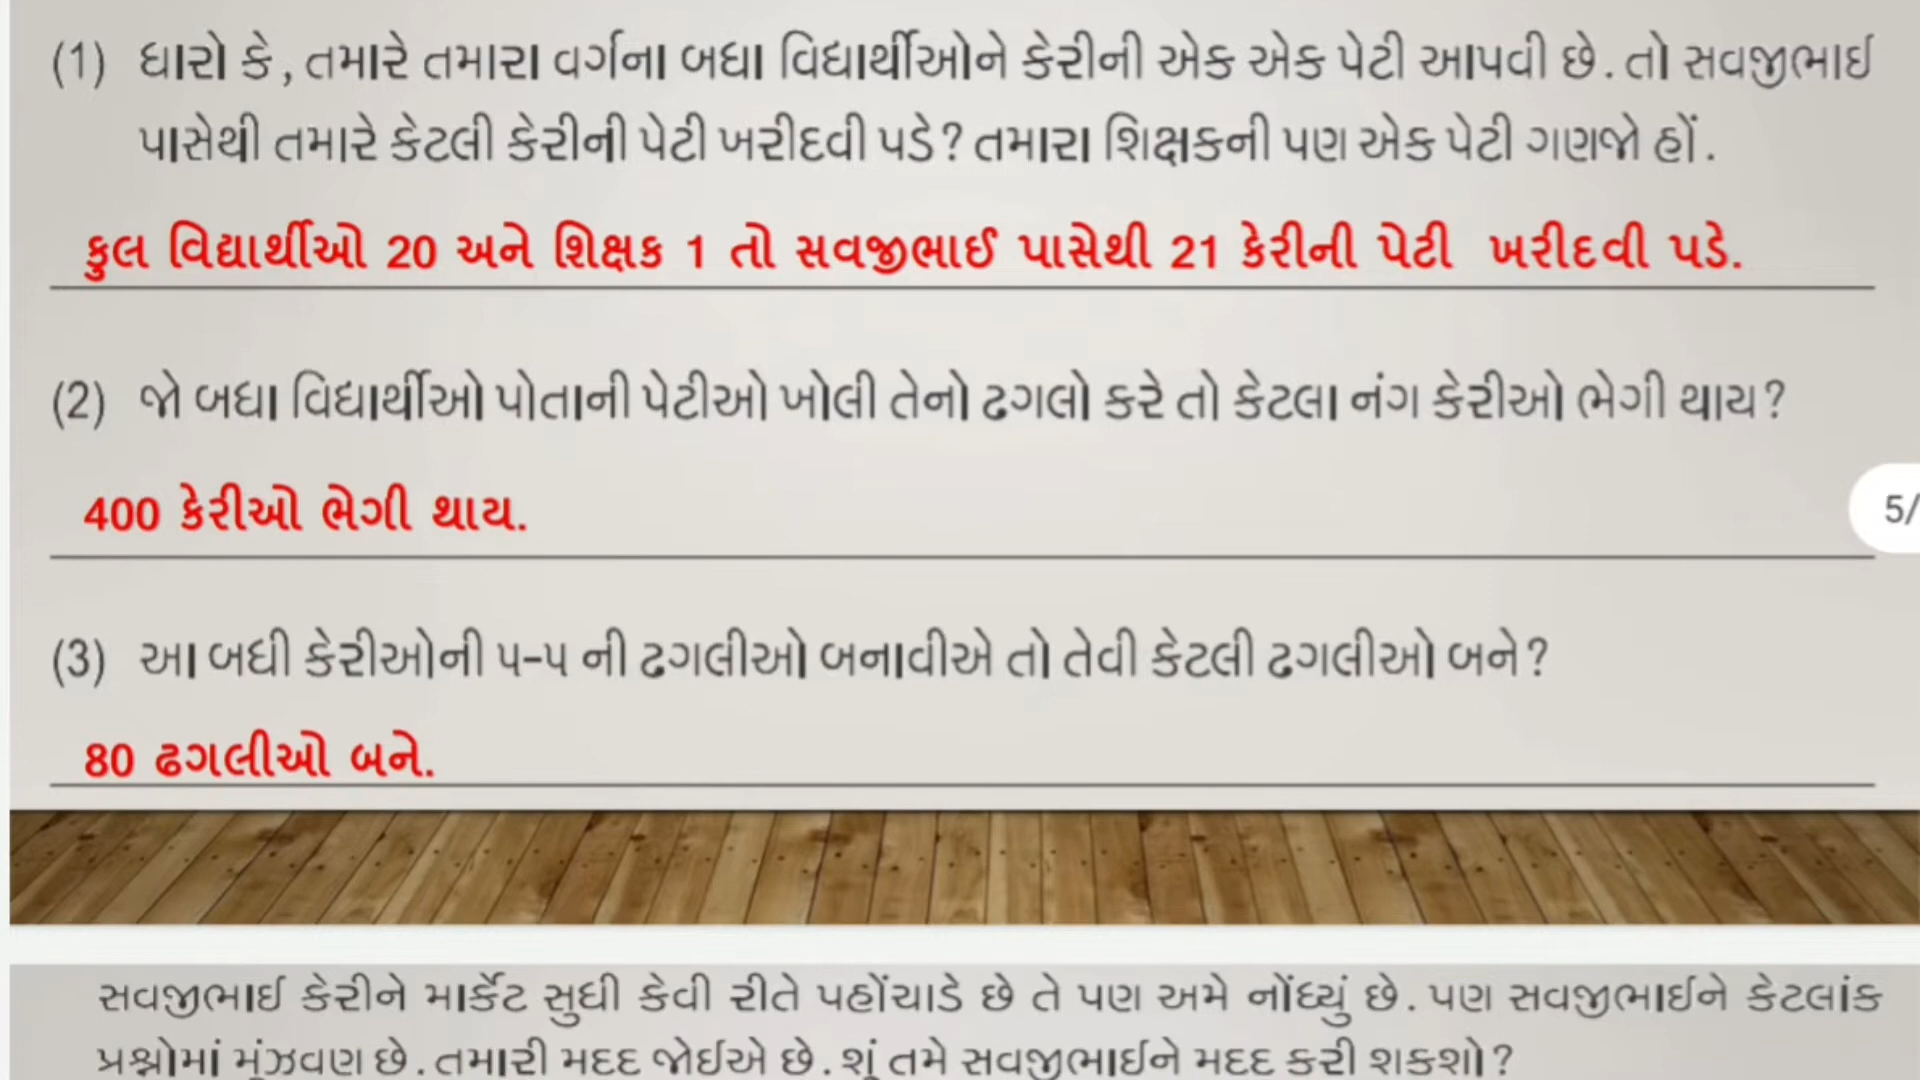 (1) ધારો કે, તમારે તમારા વર્ગના બધા વિદ્યાર્થીઓને કેરીની એક એક પેટી આપવી છે. તો સવજીભાઈ
પાસેથી તમારે કેટલી કેરીની પેટી ખરીદવી પડે? તમારા શિક્ષકની પણ એક પેટી ગણજો હોં.
કુલ વિદ્યાર્થીઓ 20 અને શિક્ષક 1 તો સવજીભાઈ પાસેથી 21 કેરીની પેટી ખરીદવી પડે.
(2) જો બધા વિદ્યાર્થીઓ પોતાની પેટીઓ ખોલી તેનો ઢગલો કરે તો કેટલા નંગ કેરીઓ ભેગી થાય?
400 કેરીઓ ભેગી થાય.
5/
(3) આ બધી કેરીઓની ૫-૫ ની ઢગલીઓ બનાવીએ તો તેવી કેટલી ઢગલીઓ બને?
80 ઢગલીઓ બને.
સવજીભાઈ કેરીને માર્કેટ સુધી કેવી રીતે પહોંચાડે છે તે પણ અમે નોંધ્યું છે. પણ સવજીભાઈને કેટલાંક
પ્રશ્નોમાં મૂંઝવણ છે. તમારી મદદ જોઈએ છે. શું તમે સવજીભાઈને મદદ કરી શકશો?